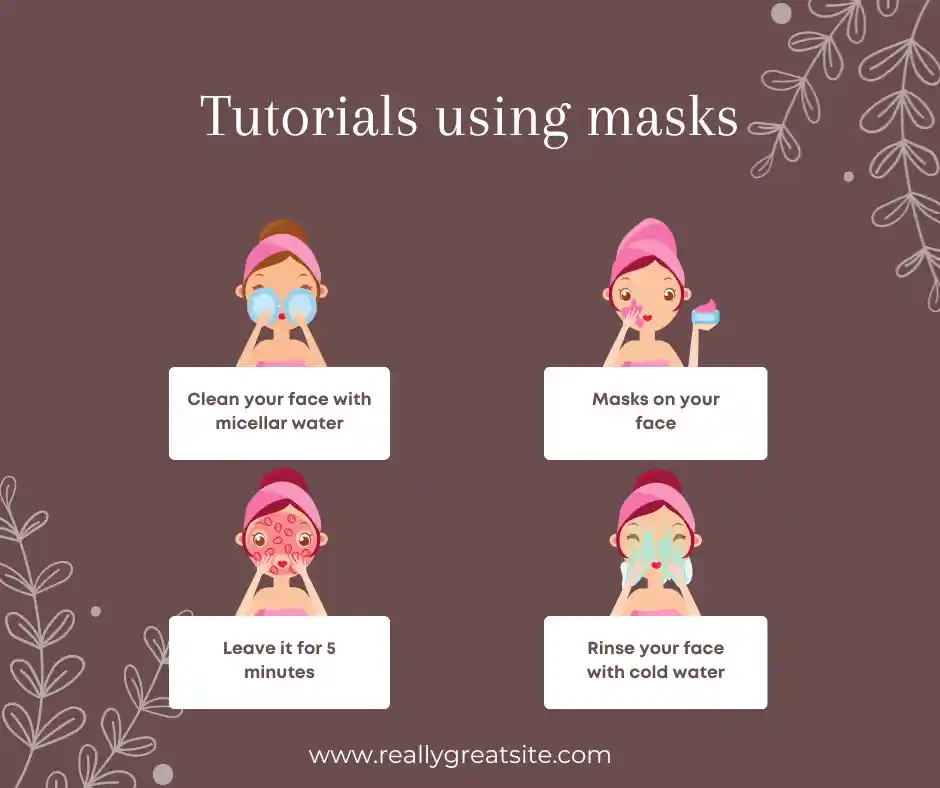 Tutorials using masks
Clean your face with
micellar water
Masks on your
face
Leave it for 5
minutes
Rinse your face
with cold water
www.reallygreatsite.com